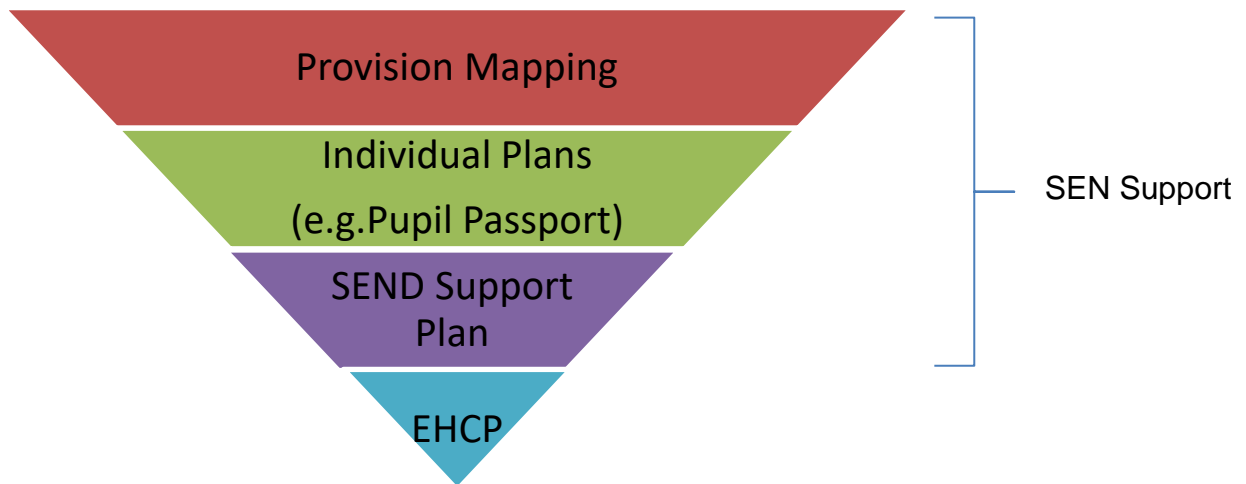 Provision Mapping
Individual Plans
(e.g.Pupil Passport)
SEN Support
SEND Support
Plan
EHCP